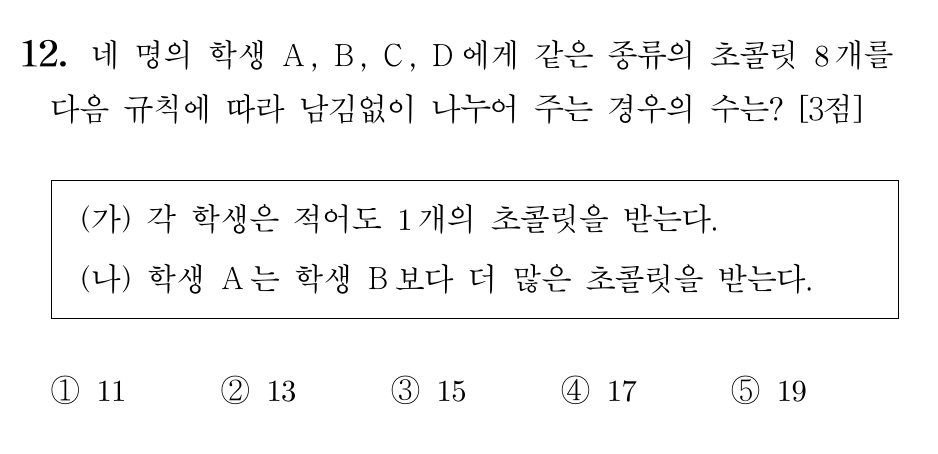 12. 네 명의 학생 A, B, C, D에게 같은 종류의 초콜릿 8개를
다음 규칙에 따라 남김없이 나누어 주는 경우의 수는? [3점]
(가) 각 학생은 적어도 1개의 초콜릿을 받는다.
(나) 학생 A는 학생 B보다 더 많은 초콜릿을 받는다.
① 11 ② 13 ③ 15 ④ 17 ⑤ 19